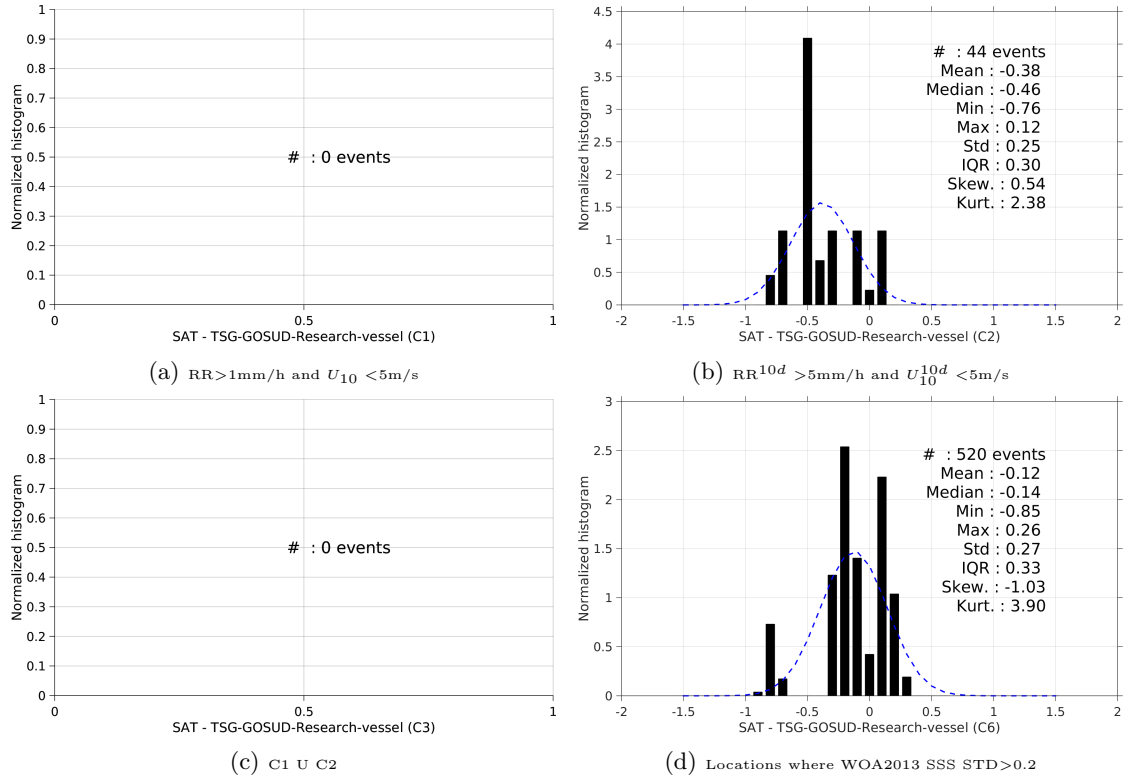 1
0.9
0.8
0.7
0.6
0.5
0.4
0.3
0.2
0.1
0
Normalized histogram
# : 0 events
0 0.5 1
SAT - TSG-GOSUD-Research-vessel (C1)
(a) RR>1mm/h and U10 <5m/s
4.5
4
3.5
3
2.5
2
1.5
1
0.5
0
Normalized histogram
# : 44 events
Mean : -0.38
Median : -0.46
Min : -0.76
Max : 0.12
Std : 0.25
IQR : 0.30
Skew. : 0.54
Kurt. : 2.38
-2 -1.5 -1 -0.5 0 0.5 1 1.5 2
SAT - TSG-GOSUD-Research-vessel (C2)
(b) RR10d >5mm/h and U10d10 <5m/s
1
0.9
0.8
0.7
0.6
0.5
0.4
0.3
0.2
0.1
0
Normalized histogram
# : 0 events
0 0.5 1
SAT - TSG-GOSUD-Research-vessel (C3)
(c) C1 U C2
3
2.5
2
1.5
1
0.5
0
Normalized histogram
# : 520 events
Mean : -0.12
Median : -0.14
Min : -0.85
Max : 0.26
Std : 0.27
IQR : 0.33
Skew. : -1.03
Kurt. : 3.90
-2 -1.5 -1 -0.5 0 0.5 1 1.5 2
SAT - TSG-GOSUD-Research-vessel (C6)
(d) Locations where WOA2013 SSS STD>0.2